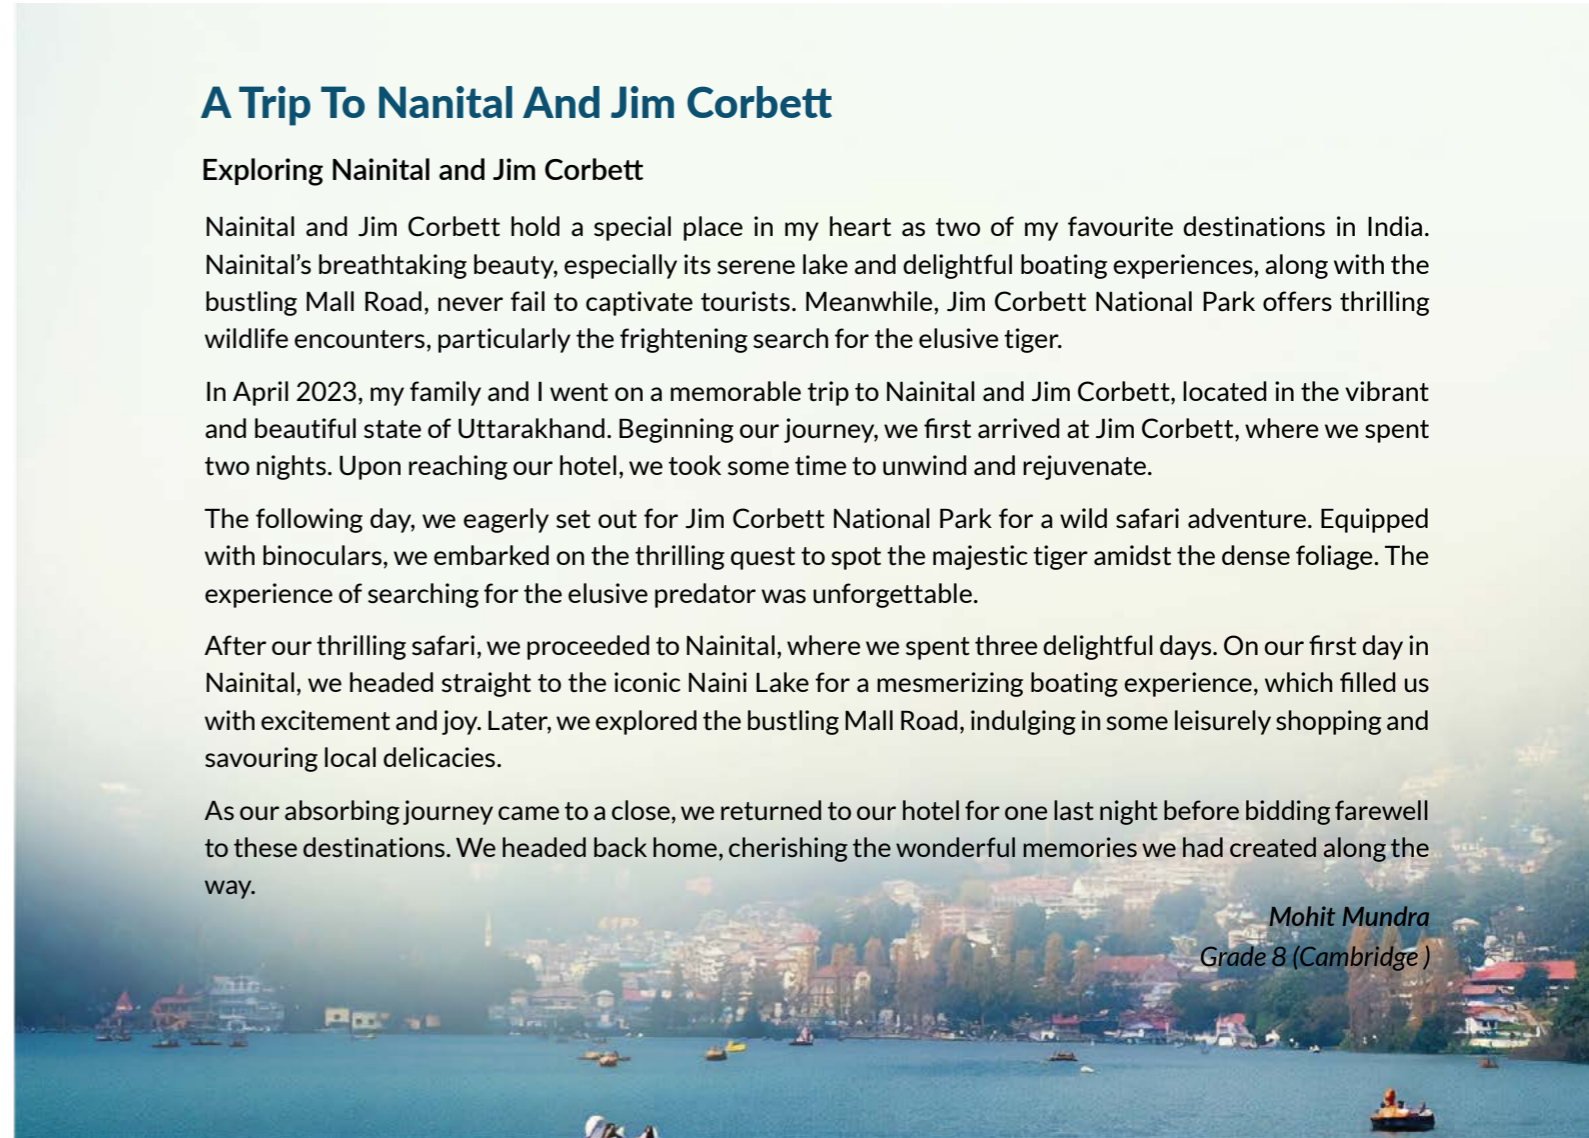 A Trip To Nanital And Jim Corbett
Exploring Nainital and Jim Corbett
Nainital and Jim Corbett hold a special place in my heart as two of my favourite destinations in India.
Nainital’s breathtaking beauty, especially its serene lake and delightful boating experiences, along with the
bustling Mall Road, never fail to captivate tourists. Meanwhile, Jim Corbett National Park offers thrilling
wildlife encounters, particularly the frightening search for the elusive tiger.
In April 2023, my family and I went on a memorable trip to Nainital and Jim Corbett, located in the vibrant
and beautiful state of Uttarakhand. Beginning our journey, we first arrived at Jim Corbett, where we spent
two nights. Upon reaching our hotel, we took some time to unwind and rejuvenate.
The following day, we eagerly set out for Jim Corbett National Park for a wild safari adventure. Equipped
with binoculars, we embarked on the thrilling quest to spot the majestic tiger amidst the dense foliage. The
experience of searching for the elusive predator was unforgettable.
After our thrilling safari, we proceeded to Nainital, where we spent three delightful days. On our first day in
Nainital, we headed straight to the iconic Naini Lake for a mesmerizing boating experience, which filled us
with excitement and joy. Later, we explored the bustling Mall Road, indulging in some leisurely shopping and
savouring local delicacies.
As our absorbing journey came to a close, we returned to our hotel for one last night before bidding farewell
to these destinations. We headed back home, cherishing the wonderful memories we had created along the
way.
Mohit Mundra
Grade 8 (Cambridge )